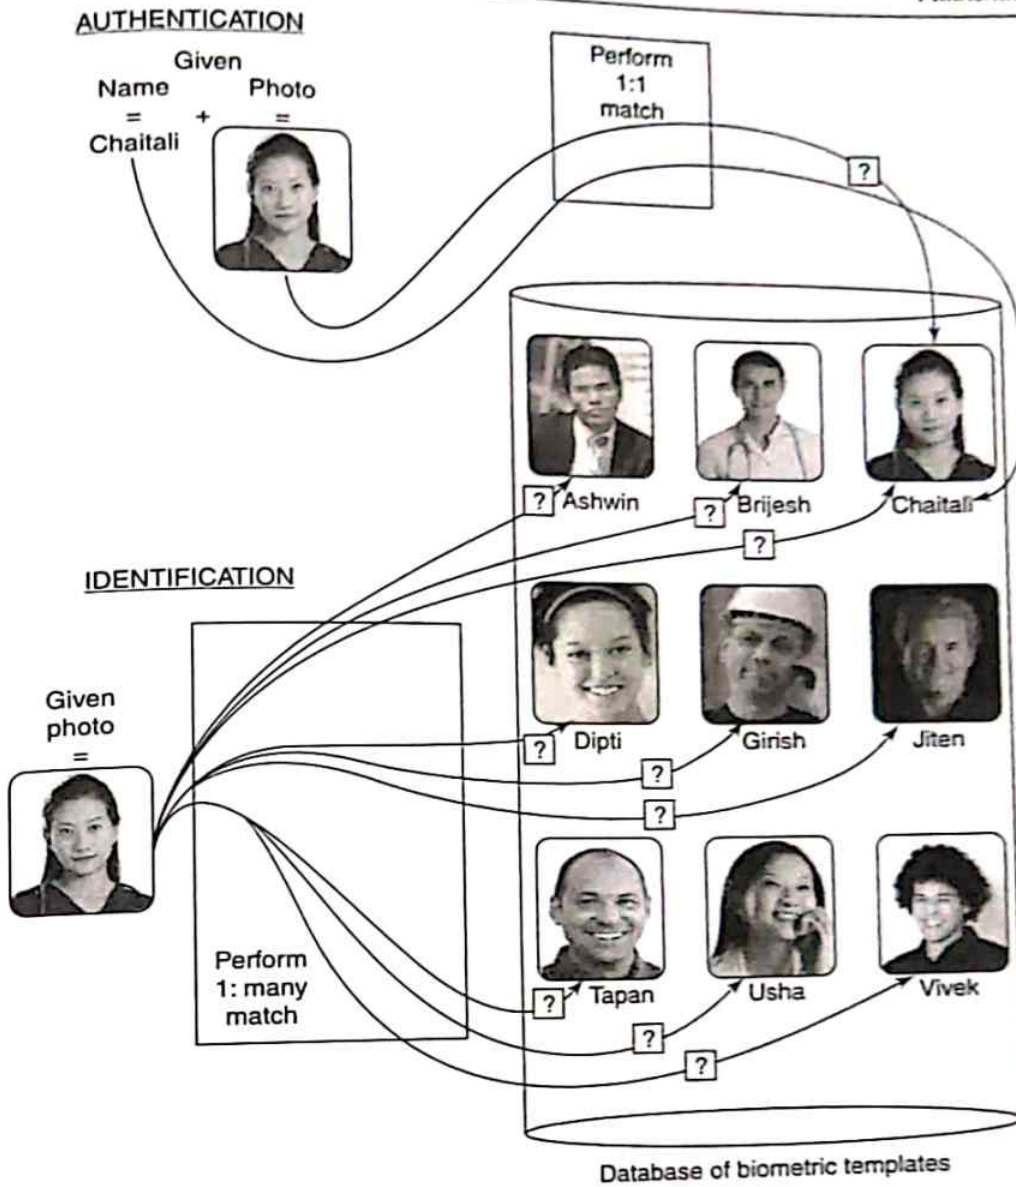 AUTHENTICATION
Given
Name Photo
= + =
Chaitali
Perform
1:1
match
?
? Ashwin
? Brijesh
Chaitali
?
IDENTIFICATION
Given
photo
=
? Dipti
Girish
Jiten
?
?
Perform
1: many
match
? Tapan
Usha
Vivek
?
?
Database of biometric templates